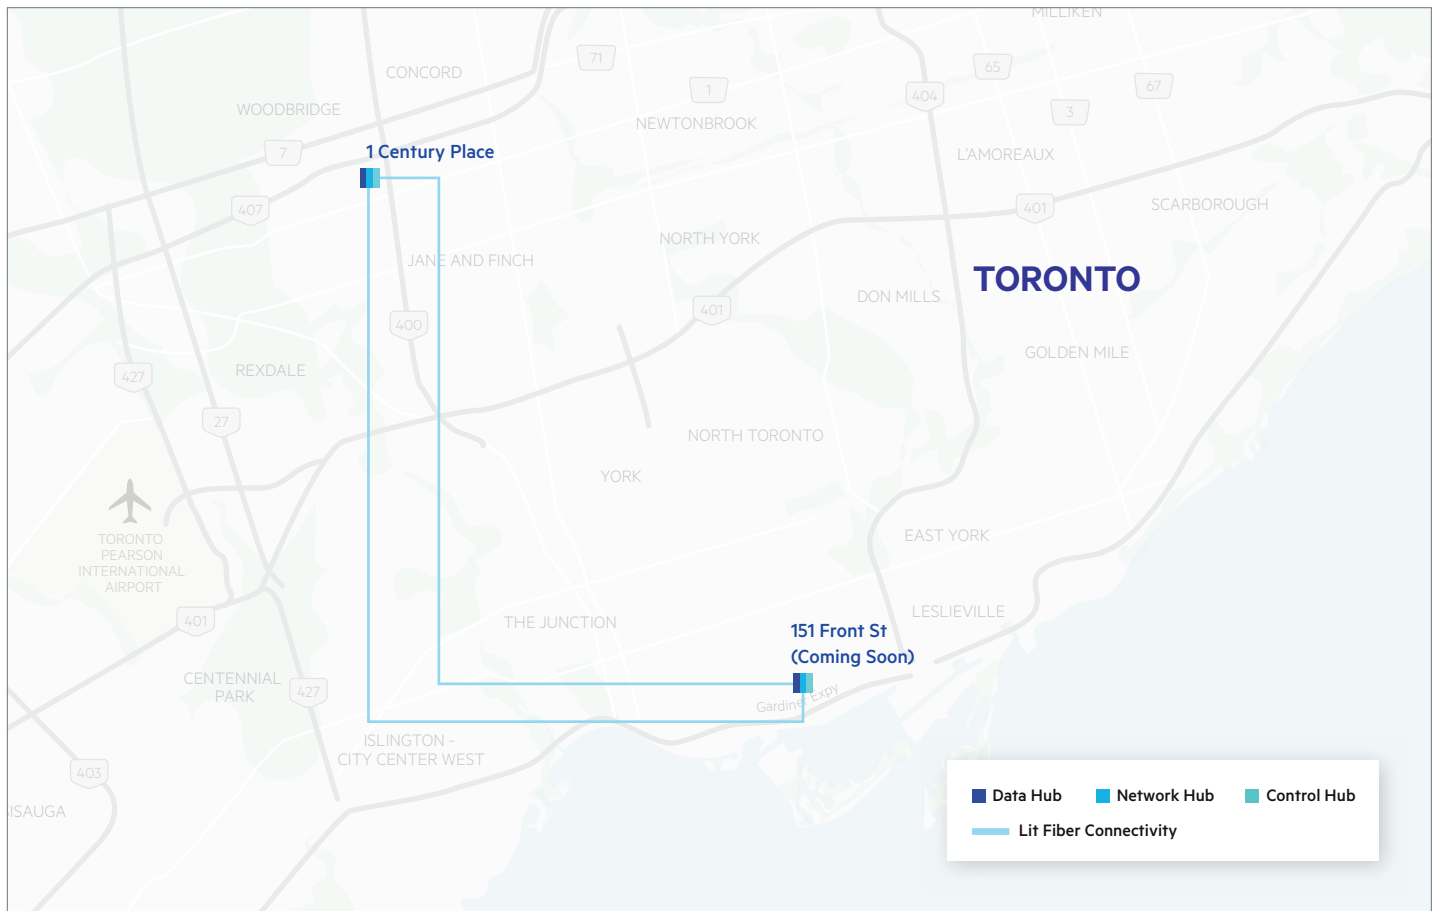 MILLIKEN
CONCORD
71
65
67
1
404
3
WOODBRIDGE
NEWTONBROOK
7
1 Century Place
L'AMOREAUX
407
401
SCARBOROUGH
NORTH YORK
JANE AND FINCH
TORONTO
DON MILLS
401
400
GOLDEN MILE
REXDALE
427
27
NORTH TORONTO
YORK
TORONTO
PEARSON
INTERNATIONAL
AIRPORT
EAST YORK
LESLIEVILLE
401
THE JUNCTION
151 Front St
(Coming Soon)
CENTENNIAL
PARK
427
Gardiner Expy
ISLINGTON -
CITY CENTER WEST
403
ISAUGA
Data Hub
Network Hub
Control Hub
Lit Fiber Connectivity